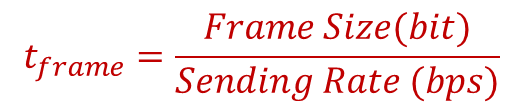 t_frame = Frame Size(bit) / Sending Rate (bps)